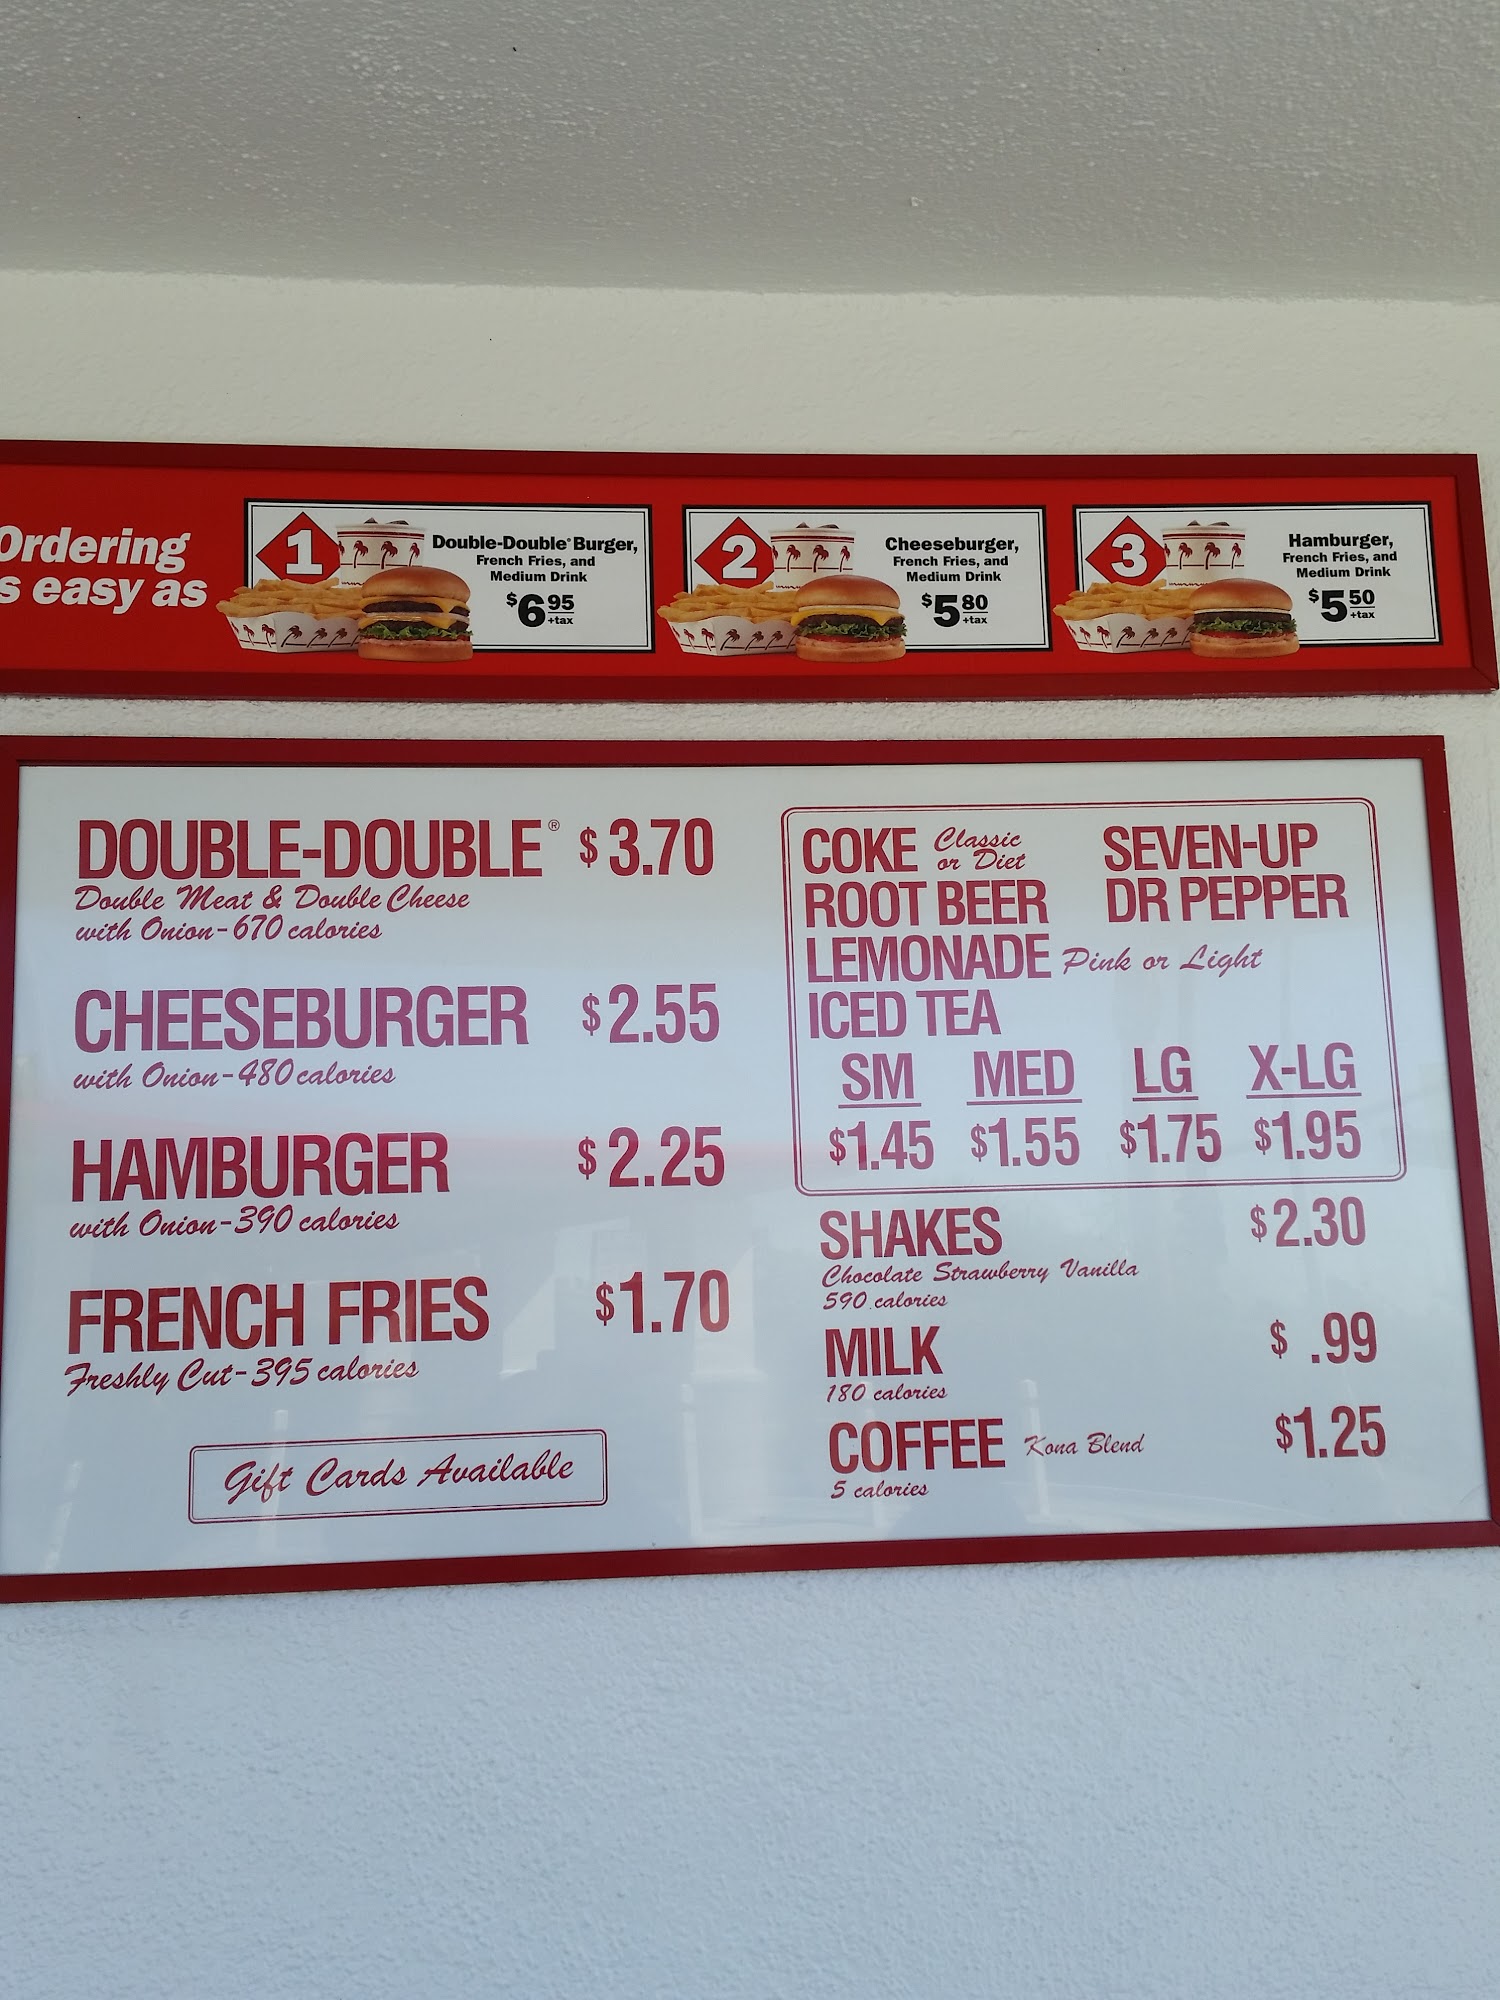 Ordering
s easy as
1
Double-Double® Burger,
French Fries, and
Medium Drink
$6 95
+tax
2
Cheeseburger,
French Fries, and
Medium Drink
$5 80
+tax
3
Hamburger,
French Fries, and
Medium Drink
$5 50
+tax
DOUBLE-DOUBLE® $3.70
Double Meat & Double Cheese
with Onion-670 calories
CHEESEBURGER $2.55
with Onion-480 calories
HAMBURGER $2.25
with Onion-390 calories
FRENCH FRIES $1.70
Freshly Cut-395 calories
Gift Cards Available
COKE Classic or Diet SEVEN-UP
ROOT BEER DR PEPPER
LEMONADE Pink or Light
ICED TEA
SM MED LG X-LG
$1.45 $1.55 $1.75 $1.95
SHAKES $2.30
Chocolate Strawberry Vanilla
590 calories
MILK $ .99
180 calories
COFFEE Kona Blend $1.25
5 calories